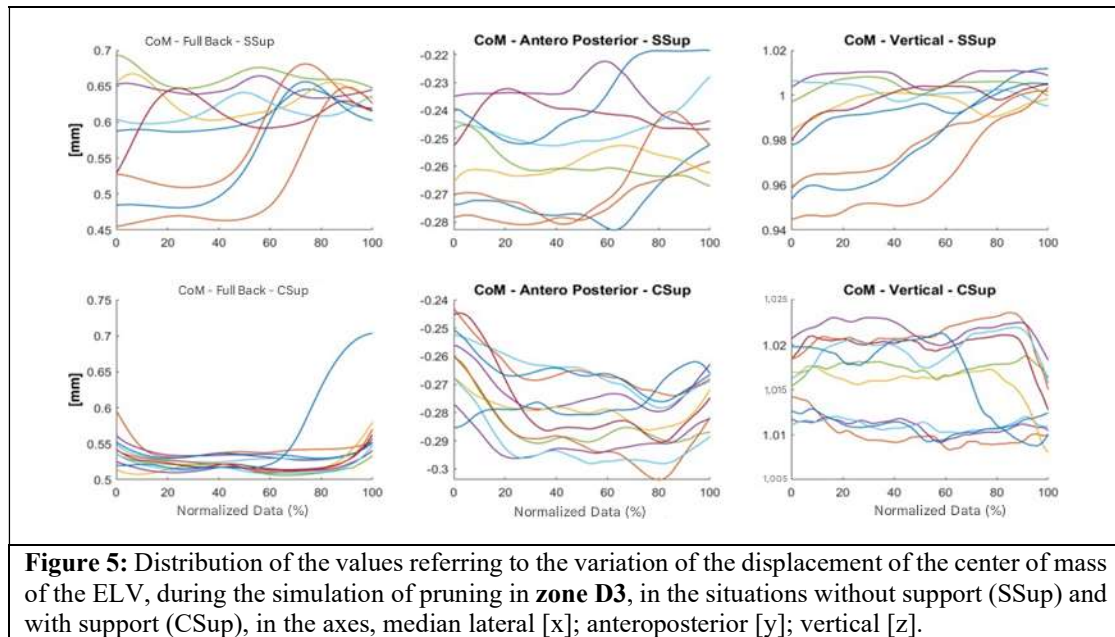 CoM - Full Back - SSup
CoM - Antero Posterior - SSup
CoM - Vertical - SSup
[mm]
0.7
0.65
0.6
0.55
0.5
0.45
0 20 40 60 80 100
-0.22
-0.23
-0.24
-0.25
-0.26
-0.27
-0.28
0 20 40 60 80 100
1.02
1
0.98
0.96
0.94
0 20 40 60 80 100
CoM - Full Back - CSup
CoM - Antero Posterior - CSup
CoM - Vertical - CSup
[mm]
0.75
0.7
0.65
0.6
0.55
0.5
0 20 40 60 80 100
Normalized Data (%)
-0.24
-0.25
-0.26
-0.27
-0.28
-0.29
-0.3
0 20 40 60 80 100
Normalized Data (%)
1,025
1.02
1,015
1.01
1,005
0 20 40 60 80 100
Normalized Data (%)
Figure 5: Distribution of the values referring to the variation of the displacement of the center of mass
of the ELV, during the simulation of pruning in zone D3, in the situations without support (SSup) and
with support (CSup), in the axes, median lateral [x]; anteroposterior [y]; vertical [z].